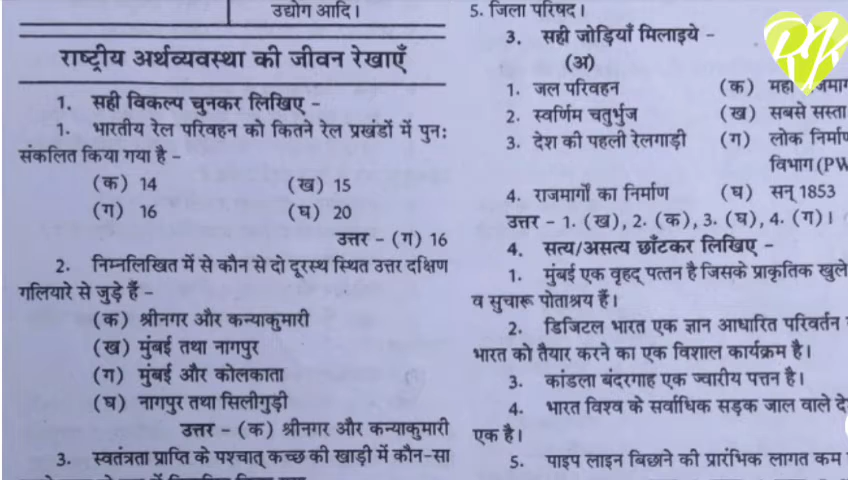 उद्योग आदि।
राष्ट्रीय अर्थव्यवस्था की जीवन रेखाएँ
1. सही विकल्प चुनकर लिखिए –
1. भारतीय रेल परिवहन को कितने रेल प्रखंडों में पुनः
संकलित किया गया है –
(क) 14 (ख) 15
(ग) 16 (घ) 20
उत्तर – (ग) 16
2. निम्नलिखित में से कौन से दो दूरस्थ स्थित उत्तर दक्षिण
गलियारे से जुड़े हैं –
(क) श्रीनगर और कन्याकुमारी
(ख) मुंबई तथा नागपुर
(ग) मुंबई और कोलकाता
(घ) नागपुर तथा सिलीगुड़ी
उत्तर – (क) श्रीनगर और कन्याकुमारी
3. स्वतंत्रता प्राप्ति के पश्चात् कच्छ की खाड़ी में कौन-सा
5. जिला परिषद।
3. सही जोड़ियाँ मिलाइये –
(अ)
1. जल परिवहन (क) महा
2. स्वर्णिम चतुर्भुज (ख) सबसे सस्ता
3. देश की पहली रेलगाड़ी (ग) लोक
विभाग (PW
4. राजमार्गों का निर्माण (घ) सन् 1853
उत्तर – 1. (ख), 2. (क), 3. (घ), 4. (ग)।
4. सत्य/असत्य छाँटकर लिखिए –
1. मुंबई एक वृहद् पत्तन है जिसके प्राकृतिक खुले
व सुचारू पोताश्रय हैं।
2. डिजिटल भारत एक ज्ञान आधारित परिवर्तन
भारत को तैयार करने का एक विशाल कार्यक्रम है।
3. कांडला बंदरगाह एक ज्वारीय पत्तन है।
4. भारत विश्व के सर्वाधिक सड़क जाल वाले
एक है।
5. पाइप लाइन बिछाने की प्रारंभिक लागत कम
RK